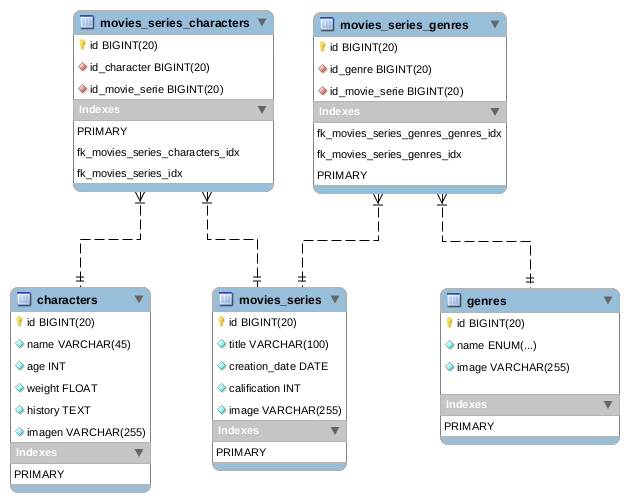 movies_series_characters
id BIGINT(20)
id_character BIGINT(20)
id_movie_serie BIGINT(20)
Indexes
PRIMARY
fk_movies_series_characters_idx
fk_movies_series_idx
movies_series_genres
id BIGINT(20)
id_genre BIGINT(20)
id_movie_serie BIGINT(20)
Indexes
fk_movies_series_genres_genres_idx
fk_movies_series_genres_idx
PRIMARY
characters
id BIGINT(20)
name VARCHAR(45)
age INT
weight FLOAT
history TEXT
imagen VARCHAR(255)
Indexes
PRIMARY
movies_series
id BIGINT(20)
title VARCHAR(100)
creation_date DATE
calification INT
image VARCHAR(255)
Indexes
PRIMARY
genres
id BIGINT(20)
name ENUM(...)
image VARCHAR(255)
Indexes
PRIMARY